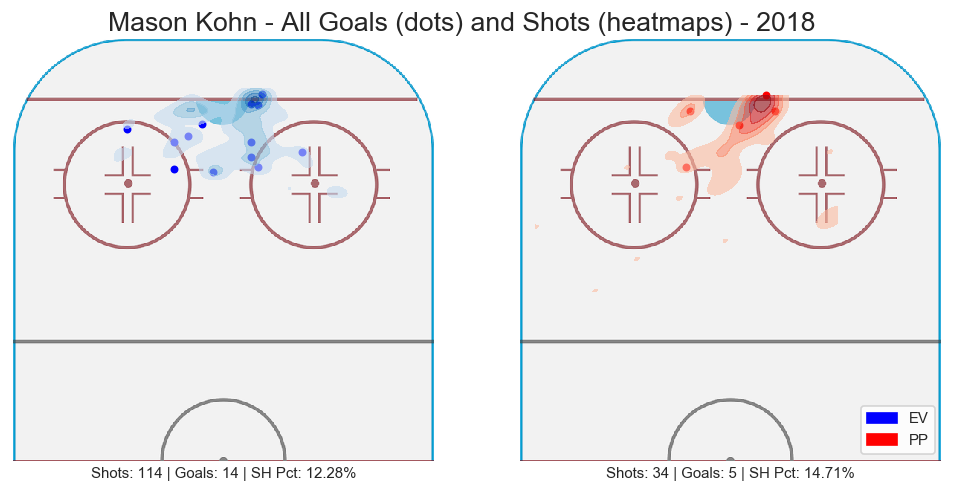 Mason Kohn - All Goals (dots) and Shots (heatmaps) - 2018
EV
PP
Shots: 114 | Goals: 14 | SH Pct: 12.28%
Shots: 34 | Goals: 5 | SH Pct: 14.71%